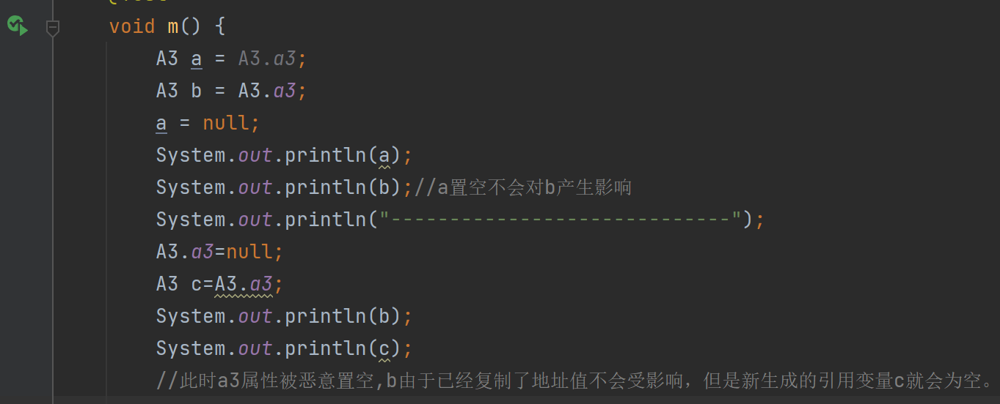 void m() {
A3 a = A3.a3;
A3 b = A3.a3;
a = null;
System.out.println(a);
System.out.println(b);//a置空不会对b产生影响
System.out.println("-----------------------------");
A3.a3=null;
A3 c=A3.a3;
System.out.println(b);
System.out.println(c);
//此时a3属性被恶意置空,b由于已经复制了地址值不会受影响，但是新生成的引用变量c就会为空。